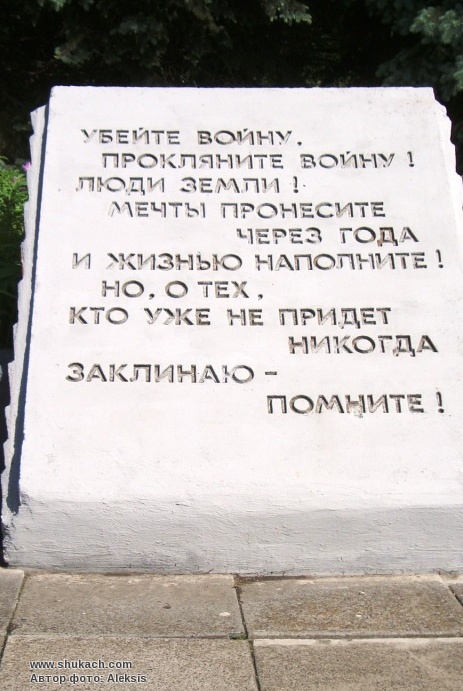 УБЕЙТЕ ВОЙНУ.
ПРОКЛЯНИТЕ ВОЙНУ!
ЛЮДИ ЗЕМЛИ!
МЕЧТЫ ПРОНЕСИТЕ
ЧЕРЕЗ ГОДА
И ЖИЗНЬЮ НАПОЛНИТЕ!
НО, О ТЕХ,
КТО УЖЕ НЕ ПРИДЕТ
НИКОГДА
ЗАКЛИНАЮ -
ПОМНИТЕ!
www.shukach.com
Автор фото: Aleksis